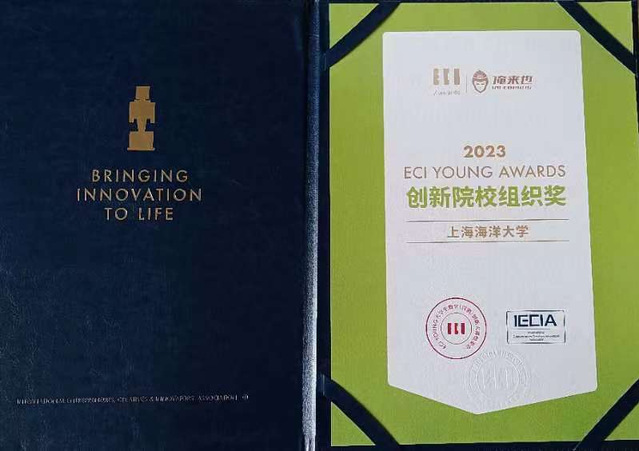 BRINGING
INNOVATION
TO LIFE
ECI
俺来也
2023
ECI YOUNG AWARDS
创新院校组织奖
上海海洋大学
IECIA